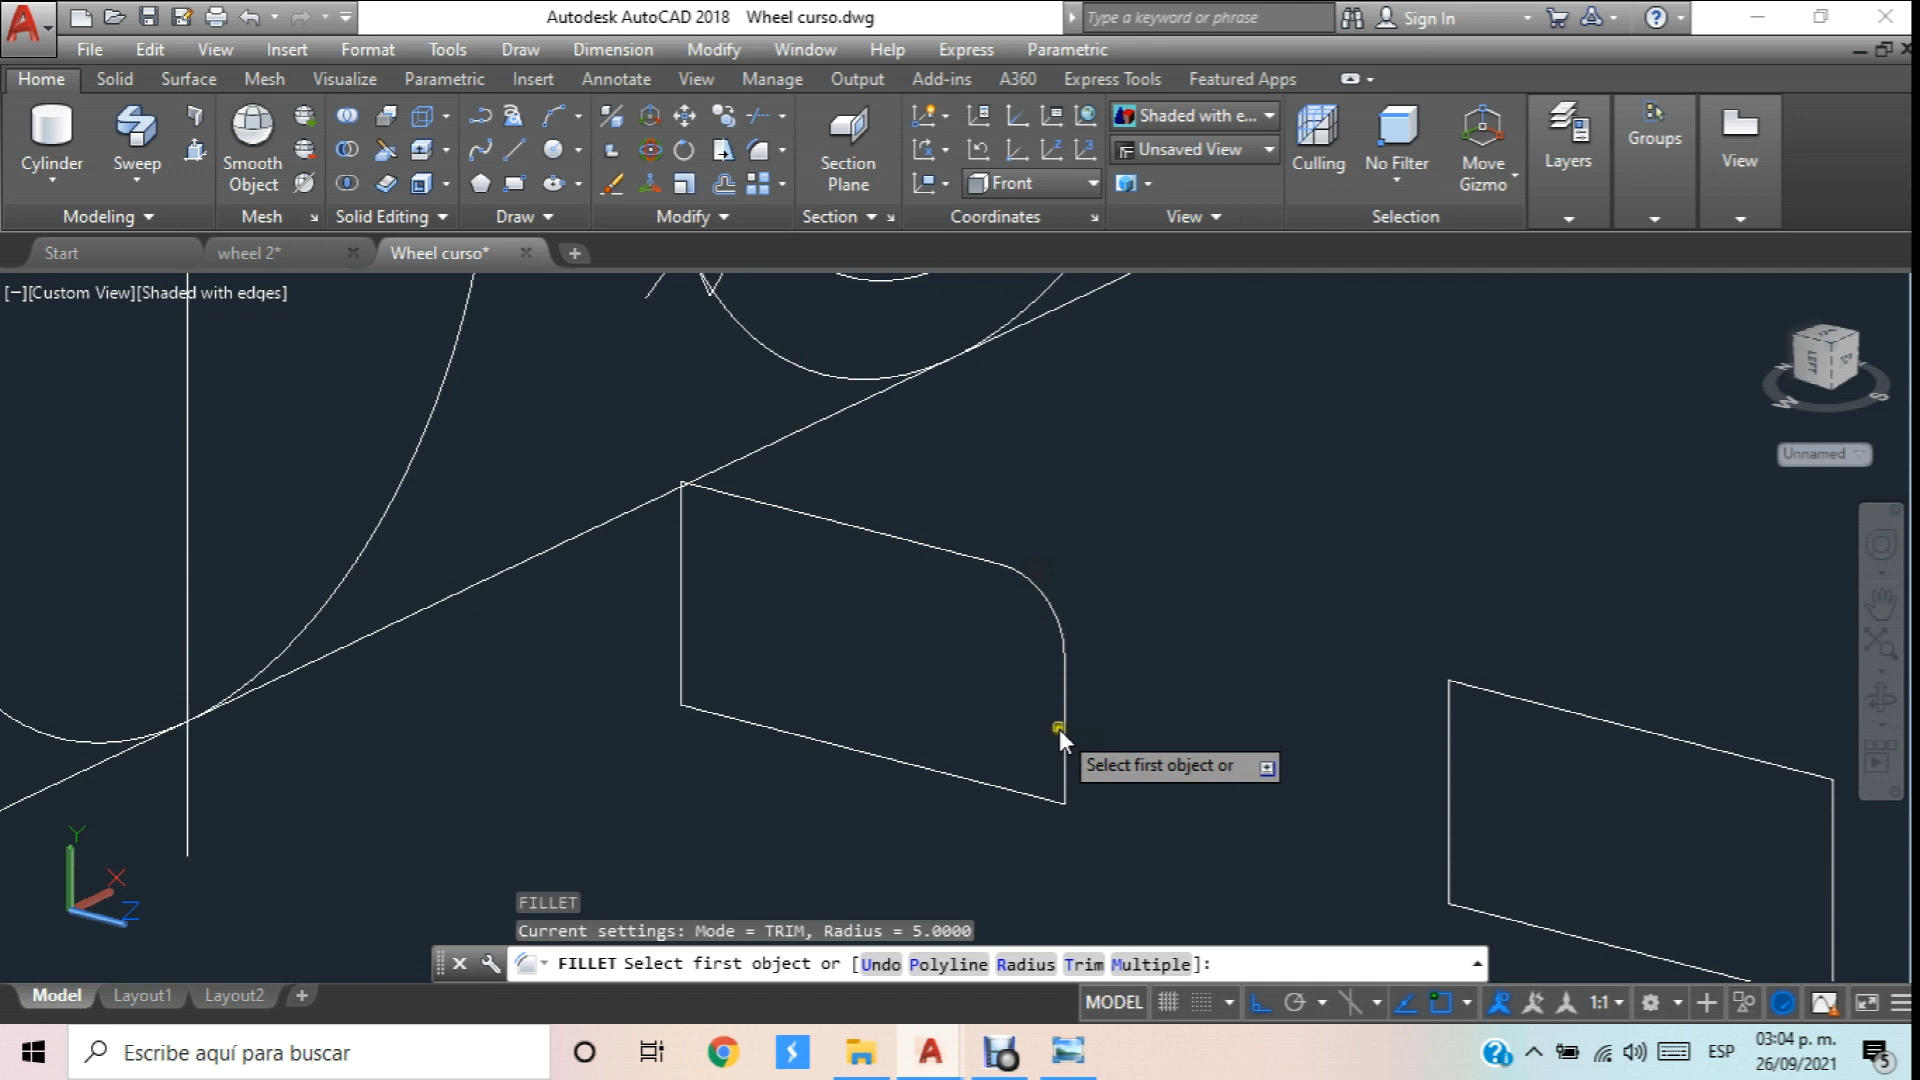 Autodesk AutoCAD 2018 Wheel curso.dwg
Type a keyword or phrase
Sign In
File Edit View Insert Format Tools Draw Dimension Modify Window Help Express Parametric
Home Solid Surface Mesh Visualize Parametric Insert Annotate View Manage Output Add-ins A360 Express Tools Featured Apps
Cylinder
Sweep
Smooth Object
Section Plane
Front
Shaded with e...
Unsaved View
Culling
No Filter
Move Gizmo
Layers
Groups
View
Modeling Mesh Solid Editing Draw Modify Section Coordinates View Selection
Start wheel 2* Wheel curso*
[−][Custom View][Shaded with edges]
LEFT
W S
Unnamed
Select first object or
Y
X
Z
FILLET
Current settings: Mode = TRIM, Radius = 5.0000
FILLET Select first object or [Undo Polyline Radius Trim Multiple]:
Model Layout1 Layout2
MODEL
1:1
Escribe aquí para buscar
ESP
03:04 p. m.
26/09/2021
5